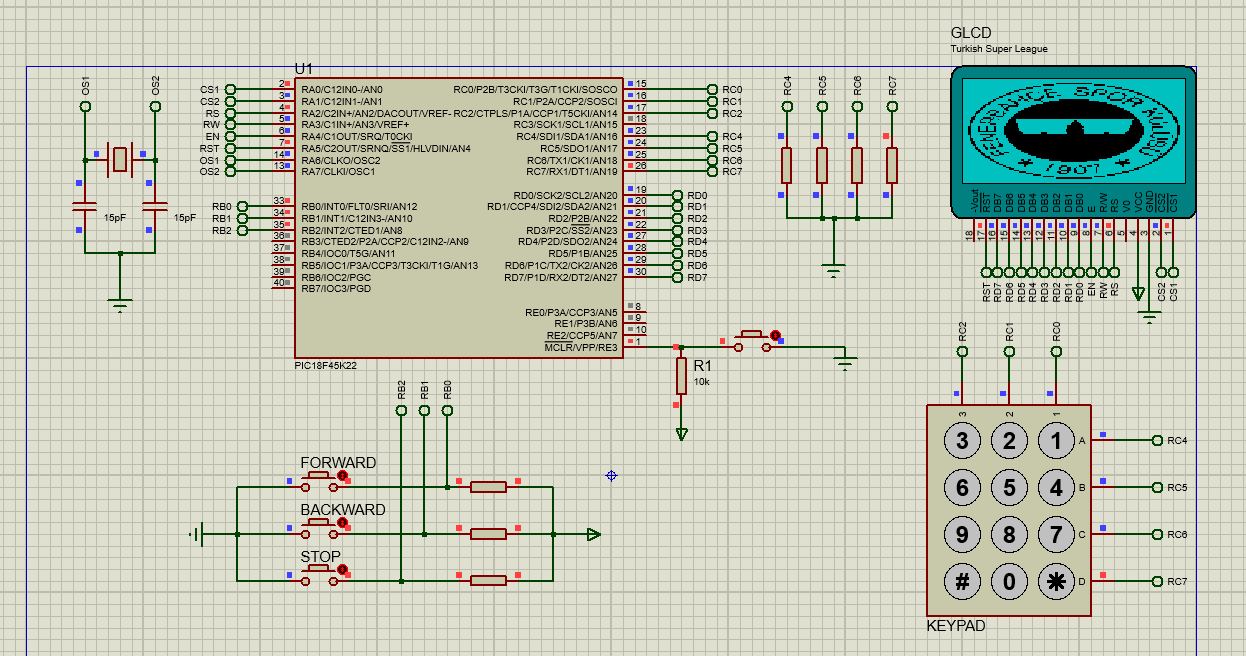 GLCD
Turkish Super League
FENERBAHÇE SPOR KULÜBÜ
1907
-Vout
RST
DB7
DB6
DB5
DB4
DB3
DB2
DB1
DB0
E
R/W
RS
V0
VCC
GND
CS2
CS1
18
17
16
15
14
13
12
11
10
9
8
7
6
5
4
3
2
1
RST
RD7
RD6
RD5
RD4
RD3
RD2
RD1
RD0
EN
RW
RS
CS2
CS1
OS1
OS2
15pF
15pF
U1
CS1 2 RA0/C12IN0-/AN0
CS2 3 RA1/C12IN1-/AN1
RS 4 RA2/C2IN+/AN2/DACOUT/VREF-
RW 5 RA3/C1IN+/AN3/VREF+
EN 6 RA4/C1OUT/SRQ/T0CKI
RST 7 RA5/C2OUT/SRNQ/SS1/HLVDIN/AN4
OS1 14 RA6/CLKO/OSC2
OS2 13 RA7/CLKI/OSC1
RB0 33 RB0/INT0/FLT0/SRI/AN12
RB1 34 RB1/INT1/C12IN3-/AN10
RB2 35 RB2/INT2/CTED1/AN8
36 RB3/CTED2/P2A/CCP2/C12IN2-/AN9
37 RB4/IOC0/T5G/AN11
38 RB5/IOC1/P3A/CCP3/T3CKI/T1G/AN13
39 RB6/IOC2/PGC
40 RB7/IOC3/PGD
RC0/P2B/T3CKI/T3G/T1CKI/SOSCO 15 RC0
RC1/P2A/CCP2/SOSCI 16 RC1
RC2/CTPLS/P1A/CCP1/T5CKI/AN14 17 RC2
RC3/SCK1/SCL1/AN15 18
RC4/SDI1/SDA1/AN16 23 RC4
RC5/SDO1/AN17 24 RC5
RC6/TX1/CK1/AN18 25 RC6
RC7/RX1/DT1/AN19 26 RC7
RD0/SCK2/SCL2/AN20 19 RD0
RD1/CCP4/SDI2/SDA2/AN21 20 RD1
RD2/P2B/AN22 21 RD2
RD3/P2C/SS2/AN23 22 RD3
RD4/P2D/SDO2/AN24 27 RD4
RD5/P1B/AN25 28 RD5
RD6/P1C/TX2/CK2/AN26 29 RD6
RD7/P1D/RX2/DT2/AN27 30 RD7
RE0/P3A/CCP3/AN5 8
RE1/P3B/AN6 9
RE2/CCP5/AN7 10
MCLR/VPP/RE3 1
PIC18F45K22
RC4
RC5
RC6
RC7
R1
10k
RB2
RB1
RB0
FORWARD
BACKWARD
STOP
RC2
RC1
RC0
3 2 1
3 2 1 A RC4
6 5 4 B RC5
9 8 7 C RC6
# 0 * D RC7
KEYPAD